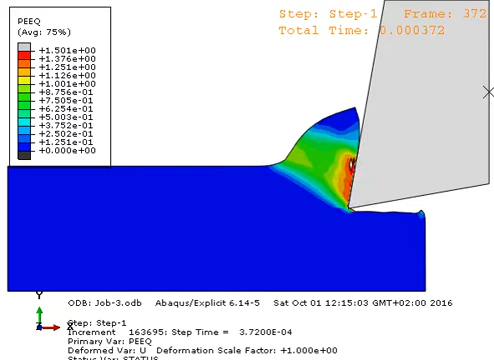 Step: Step-1 Frame: 372
Total Time: 0.000372
PEEQ
(Avg: 75%)
+1.501e+00
+1.376e+00
+1.251e+00
+1.126e+00
+1.001e+00
+8.756e-01
+7.505e-01
+6.254e-01
+5.003e-01
+3.752e-01
+2.502e-01
+1.251e-01
+0.000e+00
Y
Z X
ODB: Job-3.odb Abaqus/Explicit 6.14-5 Sat Oct 01 12:15:03 GMT+02:00 2016
Step: Step-1
Increment 163695: Step Time = 3.7200E-04
Primary Var: PEEQ
Deformed Var: U Deformation Scale Factor: +1.000e+00
Status Var: STATUS